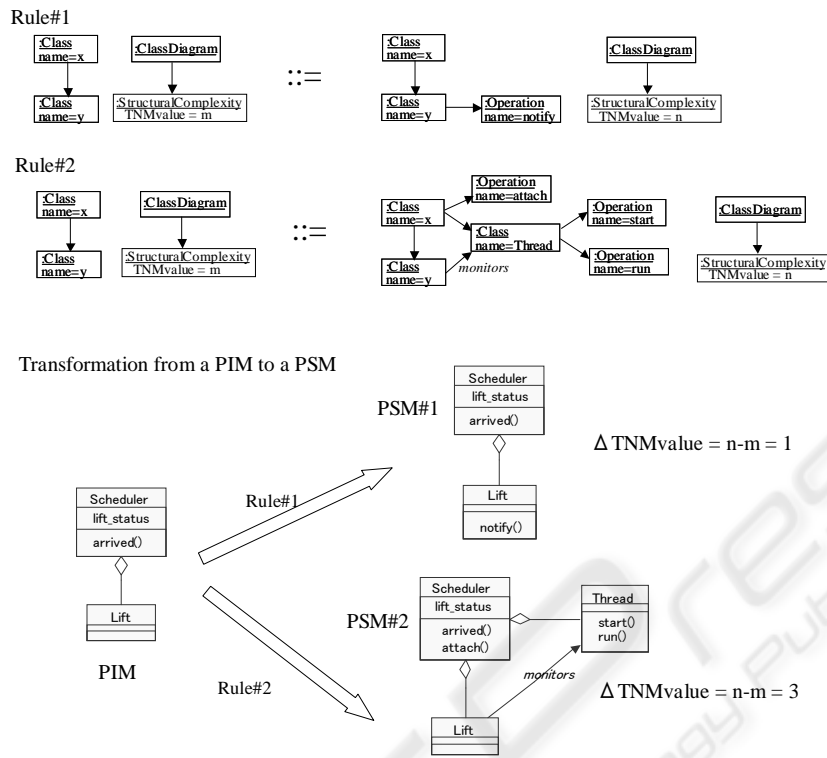 Rule#1
:Class
name=x
:Class
name=y
:ClassDiagram
:StructuralComplexity
TNMvalue = m
::=
:Class
name=x
:Class
name=y
:Operation
name=notify
:ClassDiagram
:StructuralComplexity
TNMvalue = n
Rule#2
:Class
name=x
:Class
name=y
:ClassDiagram
:StructuralComplexity
TNMvalue = m
::=
:Class
name=x
:Class
name=y
:Operation
name=attach
:Class
name=Thread
monitors
:Operation
name=start
:Operation
name=run
:ClassDiagram
:StructuralComplexity
TNMvalue = n
Transformation from a PIM to a PSM
Scheduler
lift_status
arrived()
Lift
PIM
Rule#1
Rule#2
PSM#1
Scheduler
lift_status
arrived()
Lift
notify()
Δ TNMvalue = n-m = 1
PSM#2
Scheduler
lift_status
arrived()
attach()
Thread
start()
run()
monitors
Lift
Δ TNMvalue = n-m = 3